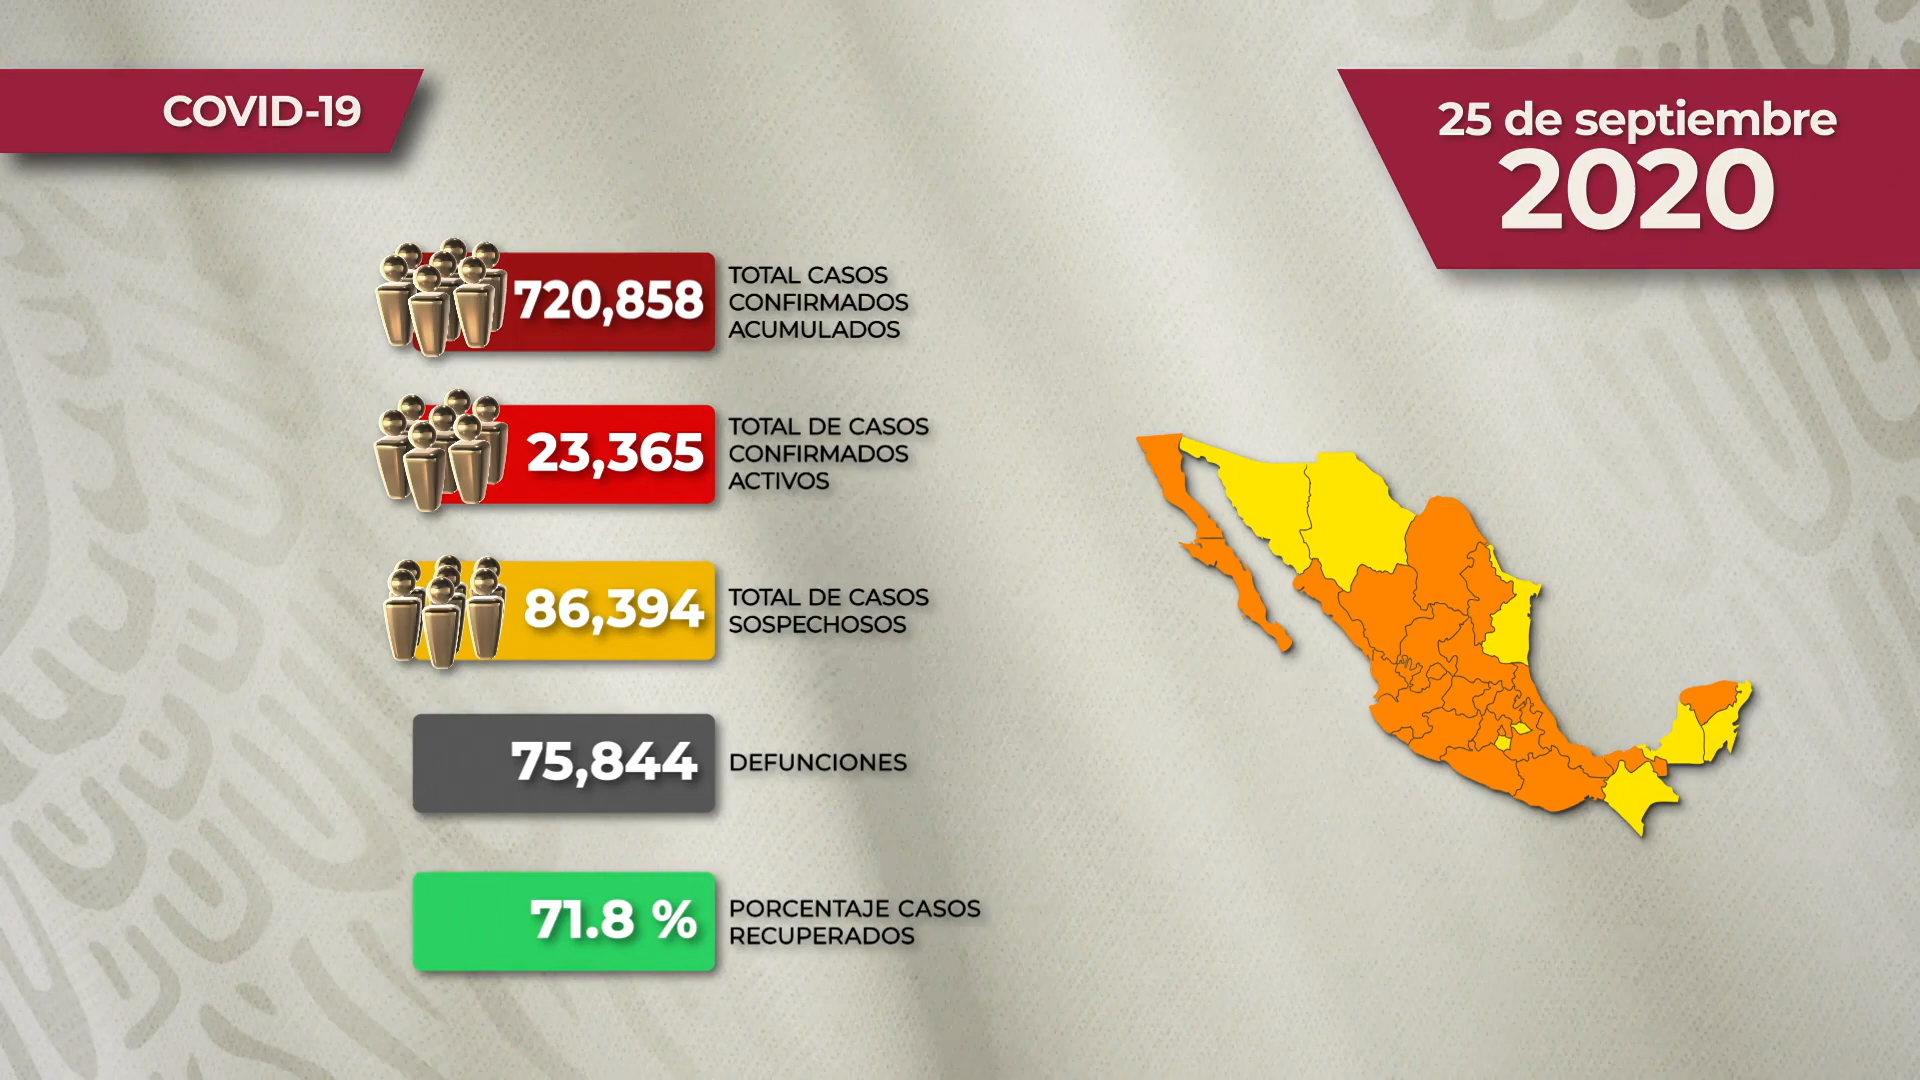 COVID-19
25 de septiembre
2020
720,858
TOTAL CASOS
CONFIRMADOS
ACUMULADOS
23,365
TOTAL DE CASOS
CONFIRMADOS
ACTIVOS
86,394
TOTAL DE CASOS
SOSPECHOSOS
75,844
DEFUNCIONES
71.8 %
PORCENTAJE CASOS
RECUPERADOS